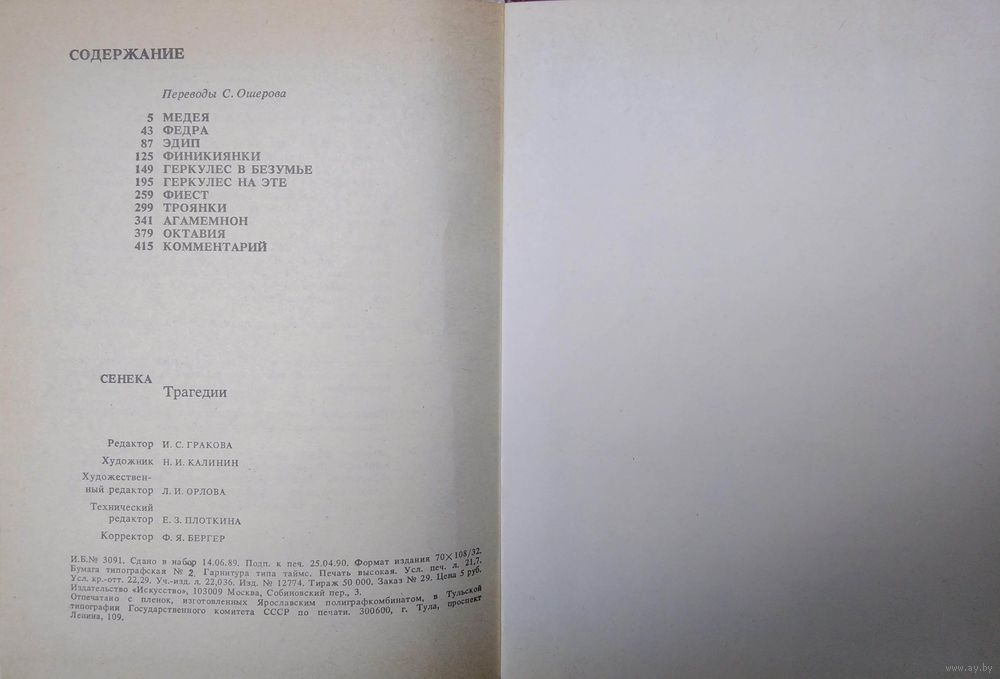 СОДЕРЖАНИЕ
Переводы С. Ошерова
5 МЕДЕЯ
43 ФЕДРА
87 ЭДИП
125 ФИНИКИЯНКИ
149 ГЕРКУЛЕС В БЕЗУМЬЕ
195 ГЕРКУЛЕС НА ЭТЕ
259 ФИЕСТ
299 ТРОЯНКИ
341 АГАМЕМНОН
379 ОКТАВИЯ
415 КОММЕНТАРИЙ
СЕНЕКА
Трагедии
Редактор И. С. ГРАКОВА
Художник Н. И. КАЛИНИН
Художествен-
ный редактор Л. И. ОРЛОВА
Технический
редактор Е. З. ПЛОТКИНА
Корректор Ф. Я. БЕРГЕР
И.Б.№ 3091. Сдано в набор 14.06.89. Подп. к печ. 25.04.90. Формат издания 70×108/32.
Бумага типографская № 2. Гарнитура типа таймс. Печать высокая. Усл. печ. л. 21,7.
Усл. кр.-отт. 22,29. Уч.-изд. л. 22,036. Изд. № 12774. Тираж 50 000. Заказ № 29. Цена 5 руб.
Издательство «Искусство», 103009 Москва, Собиновский пер., 3.
Отпечатано с пленок, изготовленных Ярославским полиграфкомбинатом, в Тульской
типографии Государственного комитета СССР по печати. 300600, г. Тула, проспект
Ленина, 109.
www.ay.by